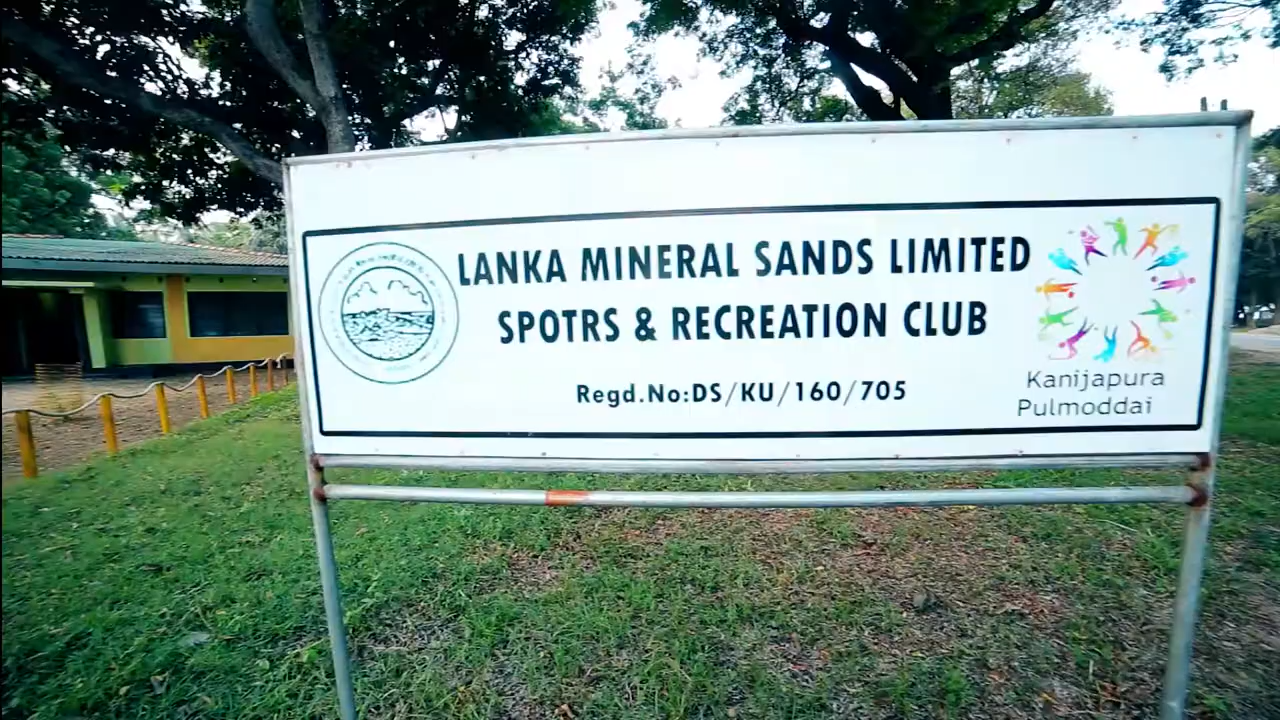 LANKA MINERAL SANDS LIMITED
SPOTRS & RECREATION CLUB
Regd.No:DS/KU/160/705
Kanijapura
Pulmoddai